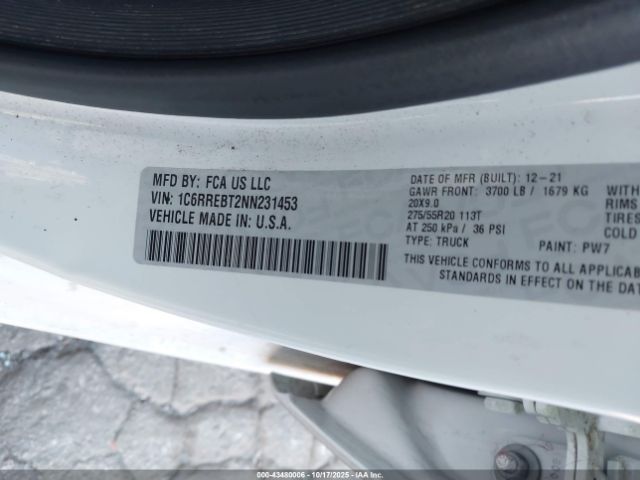 MFD BY: FCA US LLC
VIN: 1C6RREBT2NN231453
VEHICLE MADE IN: U.S.A.
DATE OF MFR (BUILT): 12-21
GAWR FRONT: 3700 LB / 1679 KG WITH
20X9.0 RIMS
275/55R20 113T TIRES
AT 250 kPa / 36 PSI COLD
TYPE: TRUCK PAINT: PW7
THIS VEHICLE CONFORMS TO ALL APPLICAB
STANDARDS IN EFFECT ON THE DAT
000-43480006 - 10/17/2025 - IAAI.COM